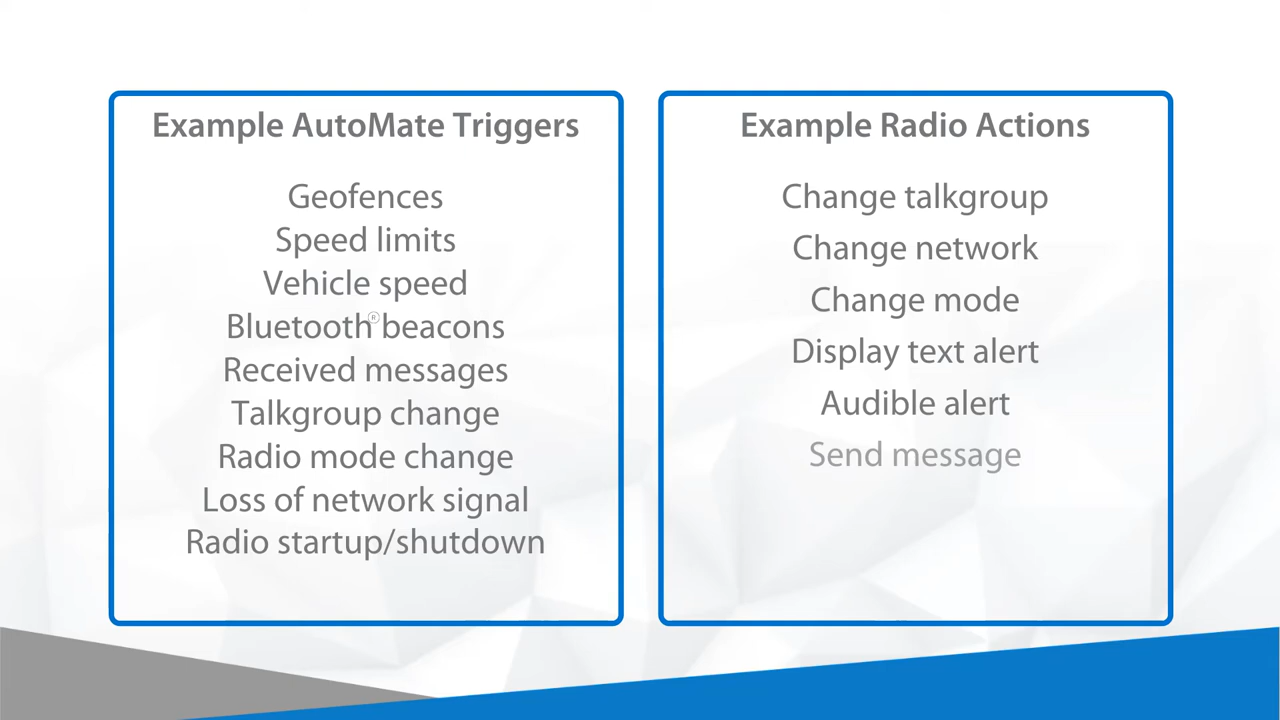 Example AutoMate Triggers
Geofences
Speed limits
Vehicle speed
Bluetooth® beacons
Received messages
Talkgroup change
Radio mode change
Loss of network signal
Radio startup/shutdown
Example Radio Actions
Change talkgroup
Change network
Change mode
Display text alert
Audible alert
Send message